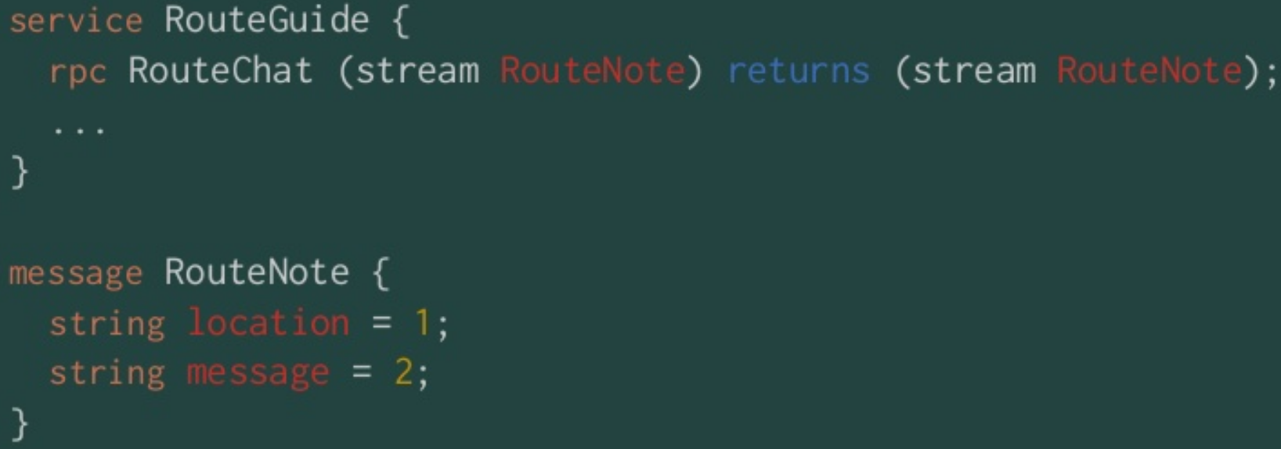 service RouteGuide {
  rpc RouteChat (stream RouteNote) returns (stream RouteNote);
  ...
}

message RouteNote {
  string location = 1;
  string message = 2;
}